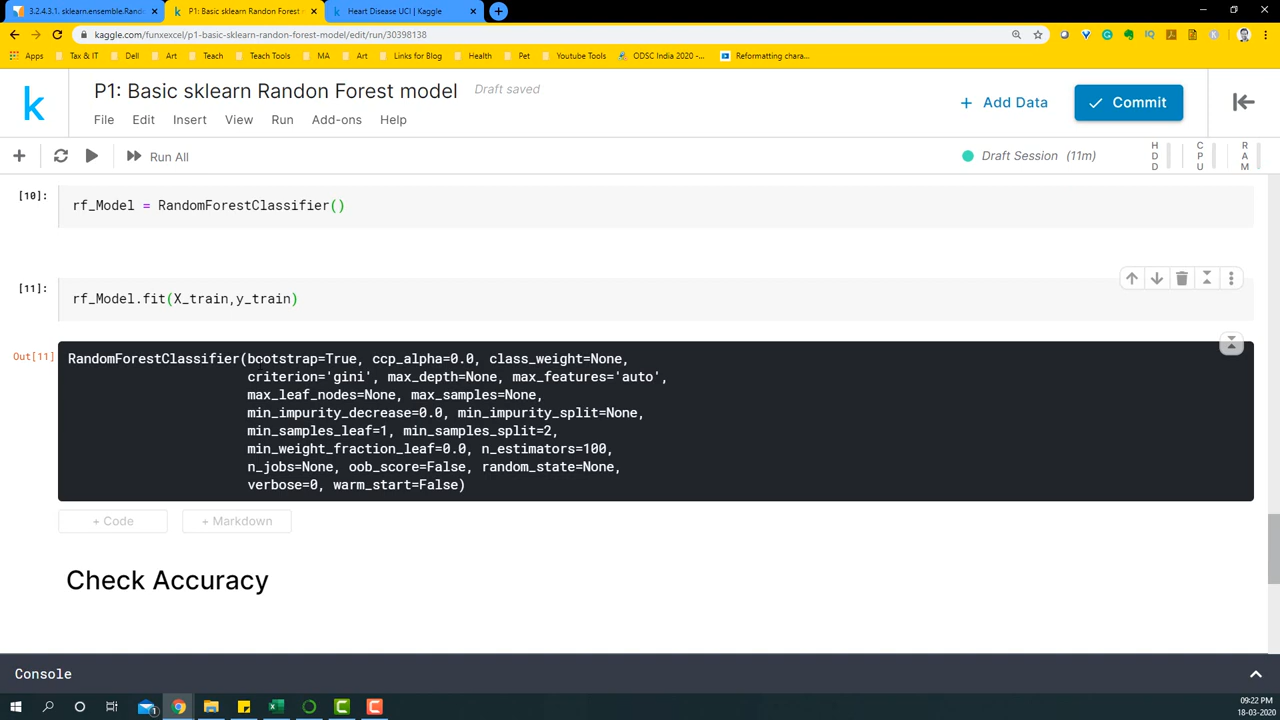 3.2.4.3.1. sklearn.ensemble.Rand
P1: Basic sklearn Randon Forest
Heart Disease UCI | Kaggle
kaggle.com/funxexcel/p1-basic-sklearn-randon-forest-model/edit/run/30398138
Apps Tax & IT Dell Art Teach Teach Tools MA Art Links for Blog Health Pet Youtube Tools ODSC India 2020 -... Reformatting chara...
k
P1: Basic sklearn Randon Forest model Draft saved
+ Add Data
Commit
File Edit Insert View Run Add-ons Help
Run All
Draft Session (11m)
HDD CPU RAM
[10]:
rf_Model = RandomForestClassifier()
[11]:
rf_Model.fit(X_train,y_train)
Out[11]
RandomForestClassifier(bootstrap=True, ccp_alpha=0.0, class_weight=None,
criterion='gini', max_depth=None, max_features='auto',
max_leaf_nodes=None, max_samples=None,
min_impurity_decrease=0.0, min_impurity_split=None,
min_samples_leaf=1, min_samples_split=2,
min_weight_fraction_leaf=0.0, n_estimators=100,
n_jobs=None, oob_score=False, random_state=None,
verbose=0, warm_start=False)
+ Code + Markdown
Check Accuracy
Console
09:22 PM
18-03-2020